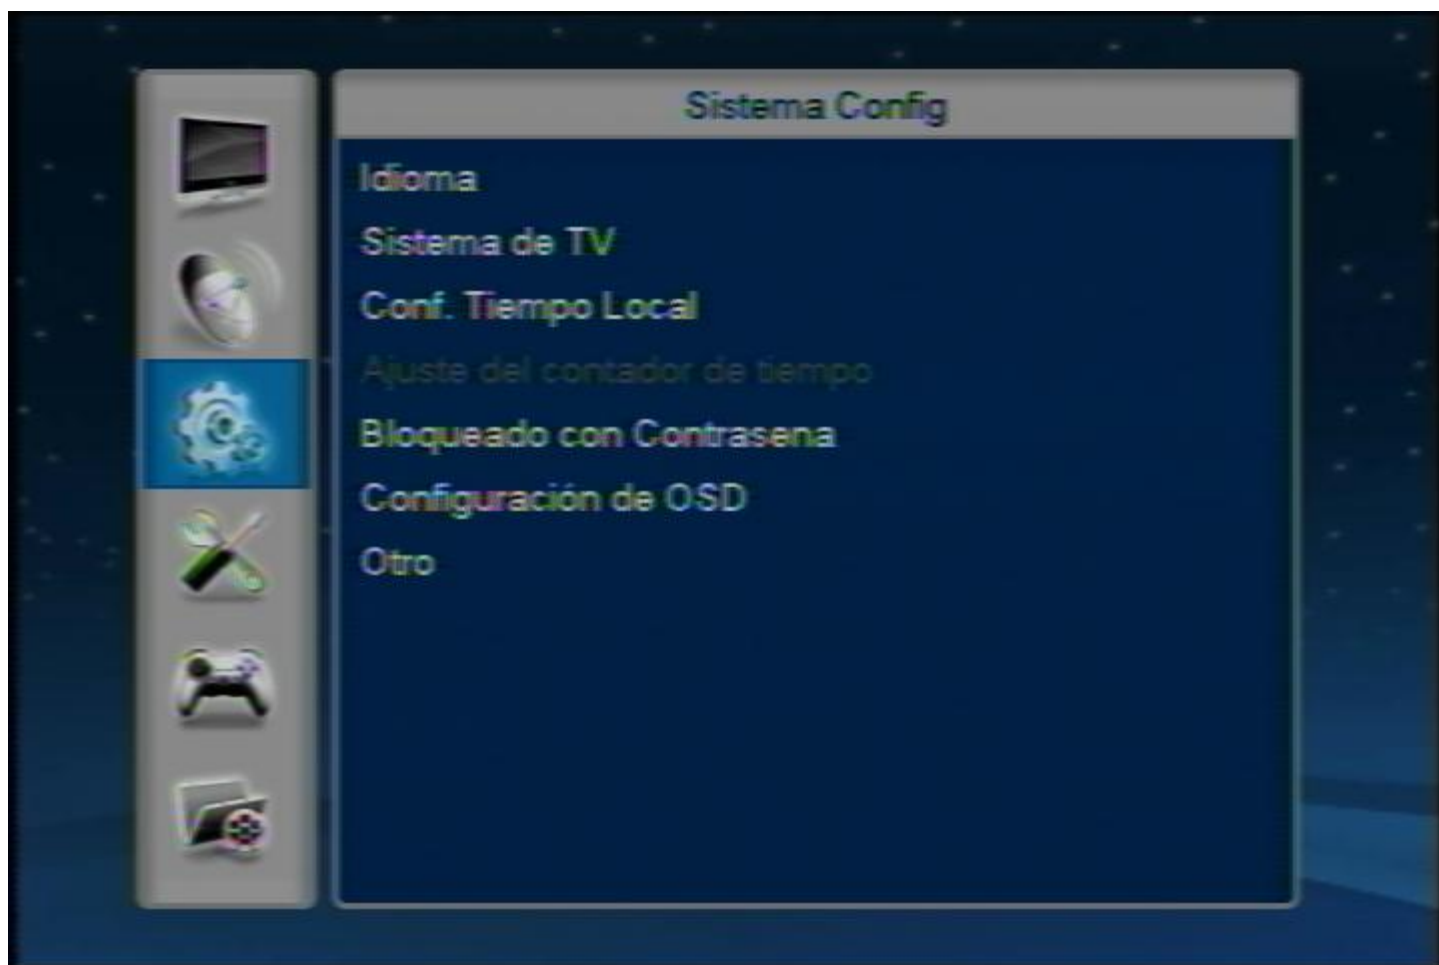 Sistema Config
Idioma
Sistema de TV
Conf. Tiempo Local
Ajuste del contador de tiempo
Bloqueado con Contrasena
Configuración de OSD
Otro